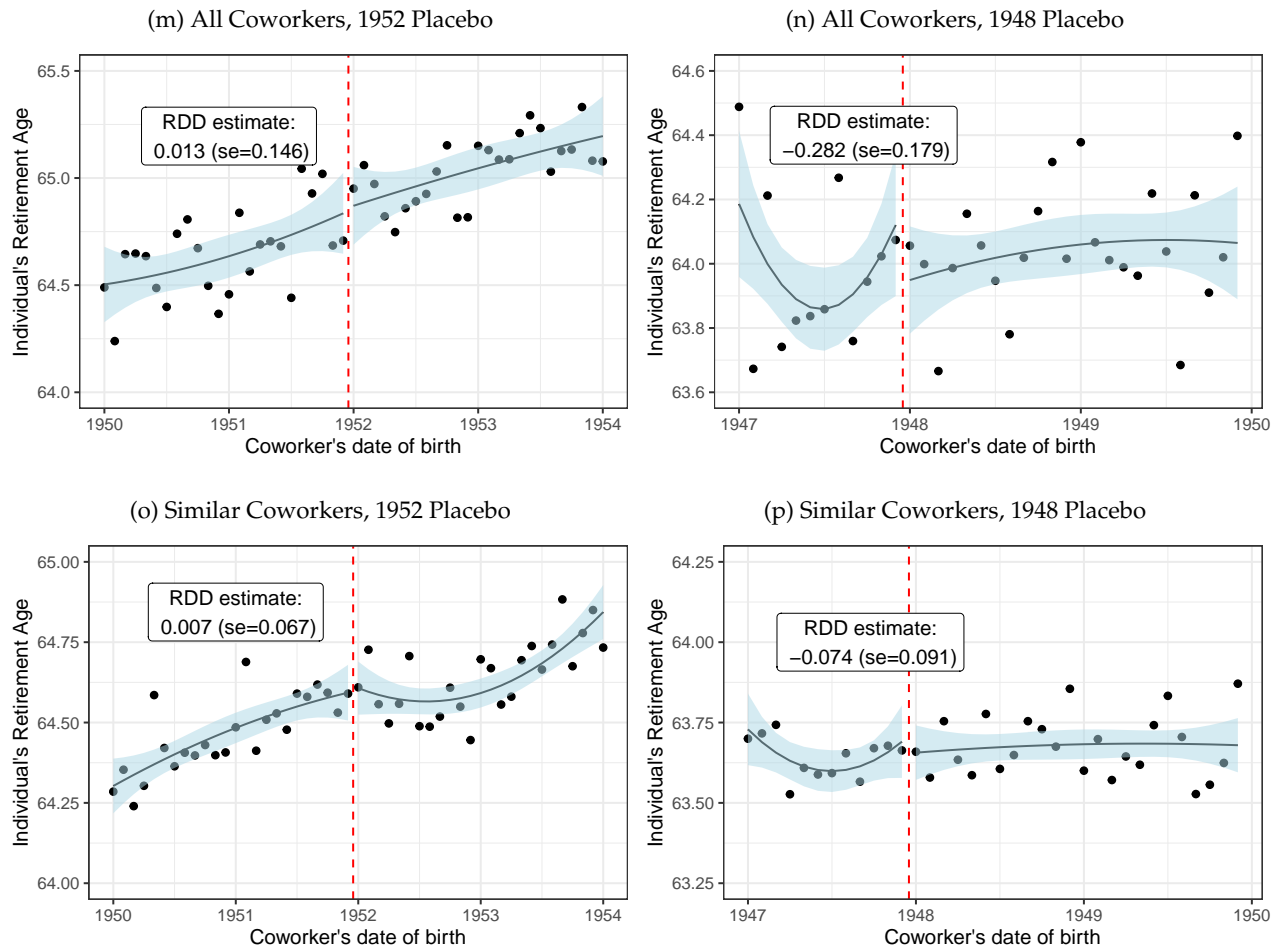 (m) All Coworkers, 1952 Placebo
65.5
65.0
64.5
64.0
Individual's Retirement Age
RDD estimate:
0.013 (se=0.146)
1950
1951
1952
1953
1954
Coworker's date of birth
(n) All Coworkers, 1948 Placebo
64.6
64.4
64.2
64.0
63.8
63.6
Individual's Retirement Age
RDD estimate:
−0.282 (se=0.179)
1947
1948
1949
1950
Coworker's date of birth
(o) Similar Coworkers, 1952 Placebo
65.00
64.75
64.50
64.25
64.00
Individual's Retirement Age
RDD estimate:
0.007 (se=0.067)
1950
1951
1952
1953
1954
Coworker's date of birth
(p) Similar Coworkers, 1948 Placebo
64.25
64.00
63.75
63.50
63.25
Individual's Retirement Age
RDD estimate:
−0.074 (se=0.091)
1947
1948
1949
1950
Coworker's date of birth